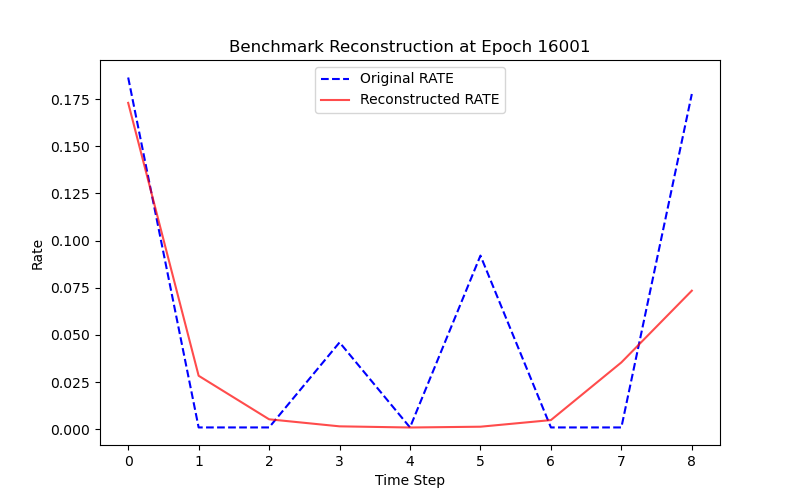 Benchmark Reconstruction at Epoch 16001
Original RATE
Reconstructed RATE
0.175
0.150
0.125
0.100
0.075
0.050
0.025
0.000
Rate
0 1 2 3 4 5 6 7 8
Time Step